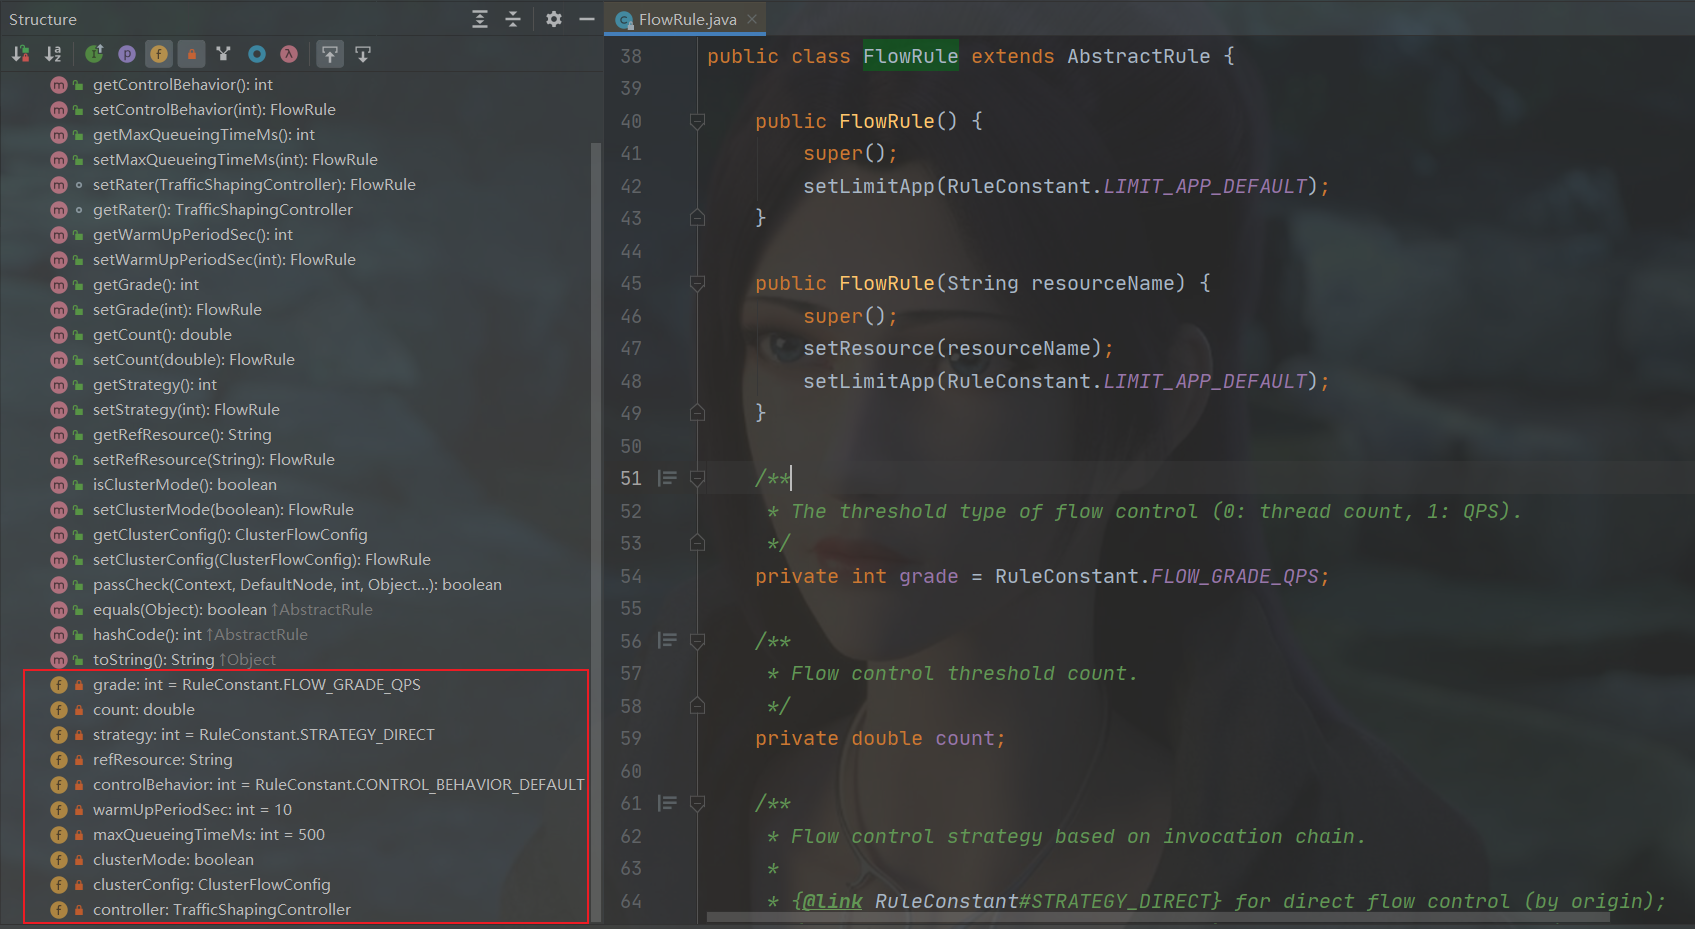 Structure
getControlBehavior(): int
setControlBehavior(int): FlowRule
getMaxQueueingTimeMs(): int
setMaxQueueingTimeMs(int): FlowRule
setRater(TrafficShapingController): FlowRule
getRater(): TrafficShapingController
getWarmUpPeriodSec(): int
setWarmUpPeriodSec(int): FlowRule
getGrade(): int
setGrade(int): FlowRule
getCount(): double
setCount(double): FlowRule
getStrategy(): int
setStrategy(int): FlowRule
getRefResource(): String
setRefResource(String): FlowRule
isClusterMode(): boolean
setClusterMode(boolean): FlowRule
getClusterConfig(): ClusterFlowConfig
setClusterConfig(ClusterFlowConfig): FlowRule
passCheck(Context, DefaultNode, int, Object...): boolean
equals(Object): boolean ↑AbstractRule
hashCode(): int ↑AbstractRule
toString(): String ↑Object
grade: int = RuleConstant.FLOW_GRADE_QPS
count: double
strategy: int = RuleConstant.STRATEGY_DIRECT
refResource: String
controlBehavior: int = RuleConstant.CONTROL_BEHAVIOR_DEFAULT
warmUpPeriodSec: int = 10
maxQueueingTimeMs: int = 500
clusterMode: boolean
clusterConfig: ClusterFlowConfig
controller: TrafficShapingController
FlowRule.java
38 public class FlowRule extends AbstractRule {
39
40 public FlowRule() {
41 super();
42 setLimitApp(RuleConstant.LIMIT_APP_DEFAULT);
43 }
44
45 public FlowRule(String resourceName) {
46 super();
47 setResource(resourceName);
48 setLimitApp(RuleConstant.LIMIT_APP_DEFAULT);
49 }
50
51 /**
52 * The threshold type of flow control (0: thread count, 1: QPS).
53 */
54 private int grade = RuleConstant.FLOW_GRADE_QPS;
55
56 /**
57 * Flow control threshold count.
58 */
59 private double count;
60
61 /**
62 * Flow control strategy based on invocation chain.
63 *
64 * {@link RuleConstant#STRATEGY_DIRECT} for direct flow control (by origin);